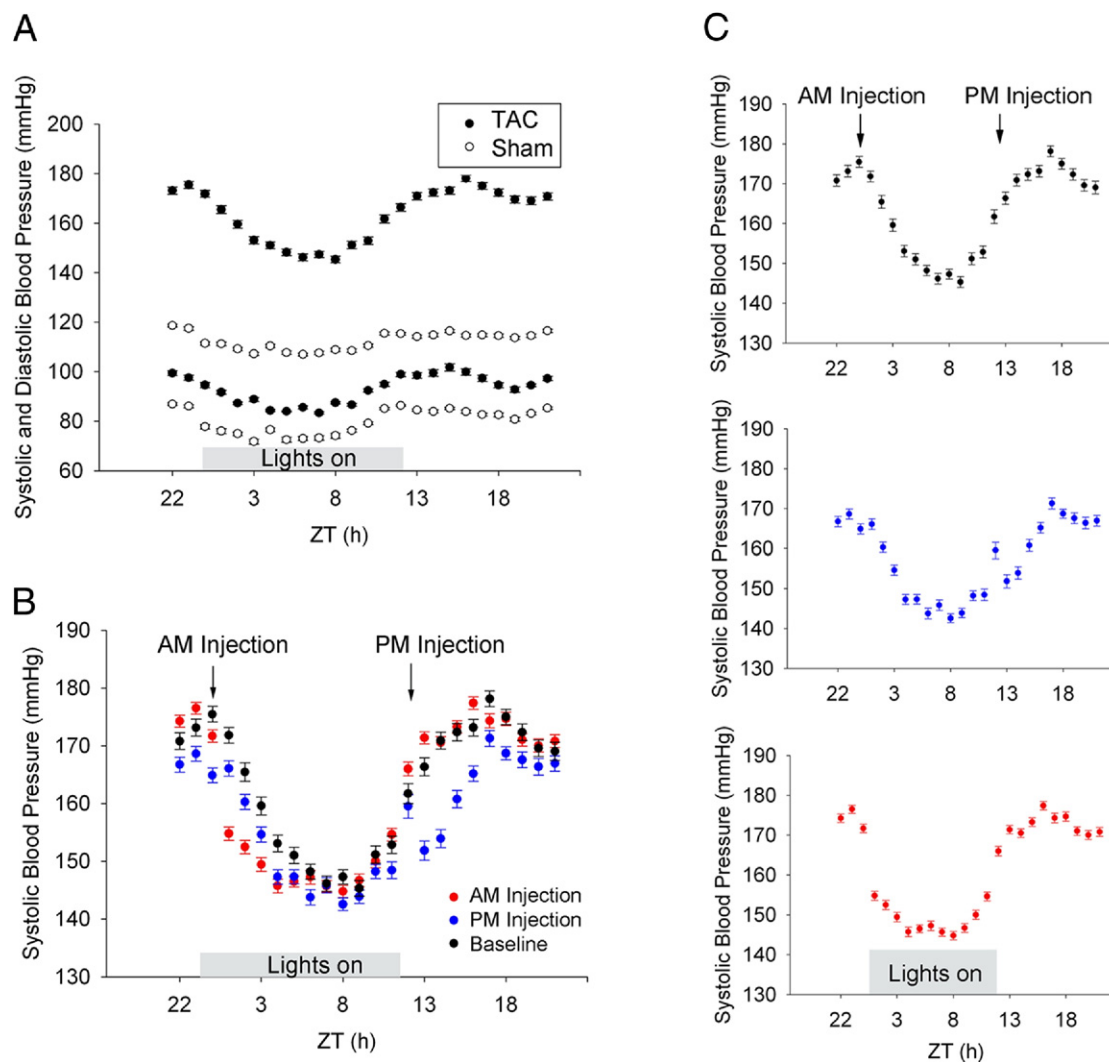 A
Systolic and Diastolic Blood Pressure (mmHg)
200
180
160
140
120
100
80
60
TAC
Sham
Lights on
22
3
8
13
18
ZT (h)
B
Systolic Blood Pressure (mmHg)
190
180
170
160
150
140
130
AM Injection
PM Injection
AM Injection
PM Injection
Baseline
Lights on
22
3
8
13
18
ZT (h)
C
Systolic Blood Pressure (mmHg)
190
180
170
160
150
140
130
AM Injection
PM Injection
22
3
8
13
18
Systolic Blood Pressure (mmHg)
190
180
170
160
150
140
130
22
3
8
13
18
Systolic Blood Pressure (mmHg)
190
180
170
160
150
140
130
Lights on
22
3
8
13
18
ZT (h)